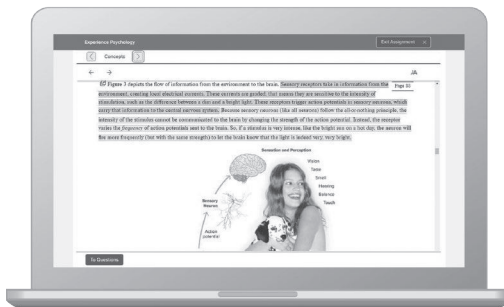 Experience Psychology
Exit Assignment
Concepts
Figure 3 depicts the flow of information from the environment to the brain. Sensory receptors take in information from the
Page 85
environment, creating local electrical currents. These currents are graded; that means they are sensitive to the intensity of
stimulation, such as the difference between a dim and a bright light. These receptors trigger action potentials in sensory neurons, which
carry that information to the central nervous system. Because sensory neurons (like all neurons) follow the all-or-nothing principle, the
intensity of the stimulus cannot be communicated to the brain by changing the strength of the action potential. Instead, the receptor
varies the frequency of action potentials sent to the brain. So, if a stimulus is very intense, like the bright sun on a hot day, the neuron will
fire more frequently (but with the same strength) to let the brain know that the light is indeed very, very bright.
Sensation and Perception
Vision
Taste
Smell
Hearing
Balance
Touch
Sensory
Neuron
Action
potential
To Questions